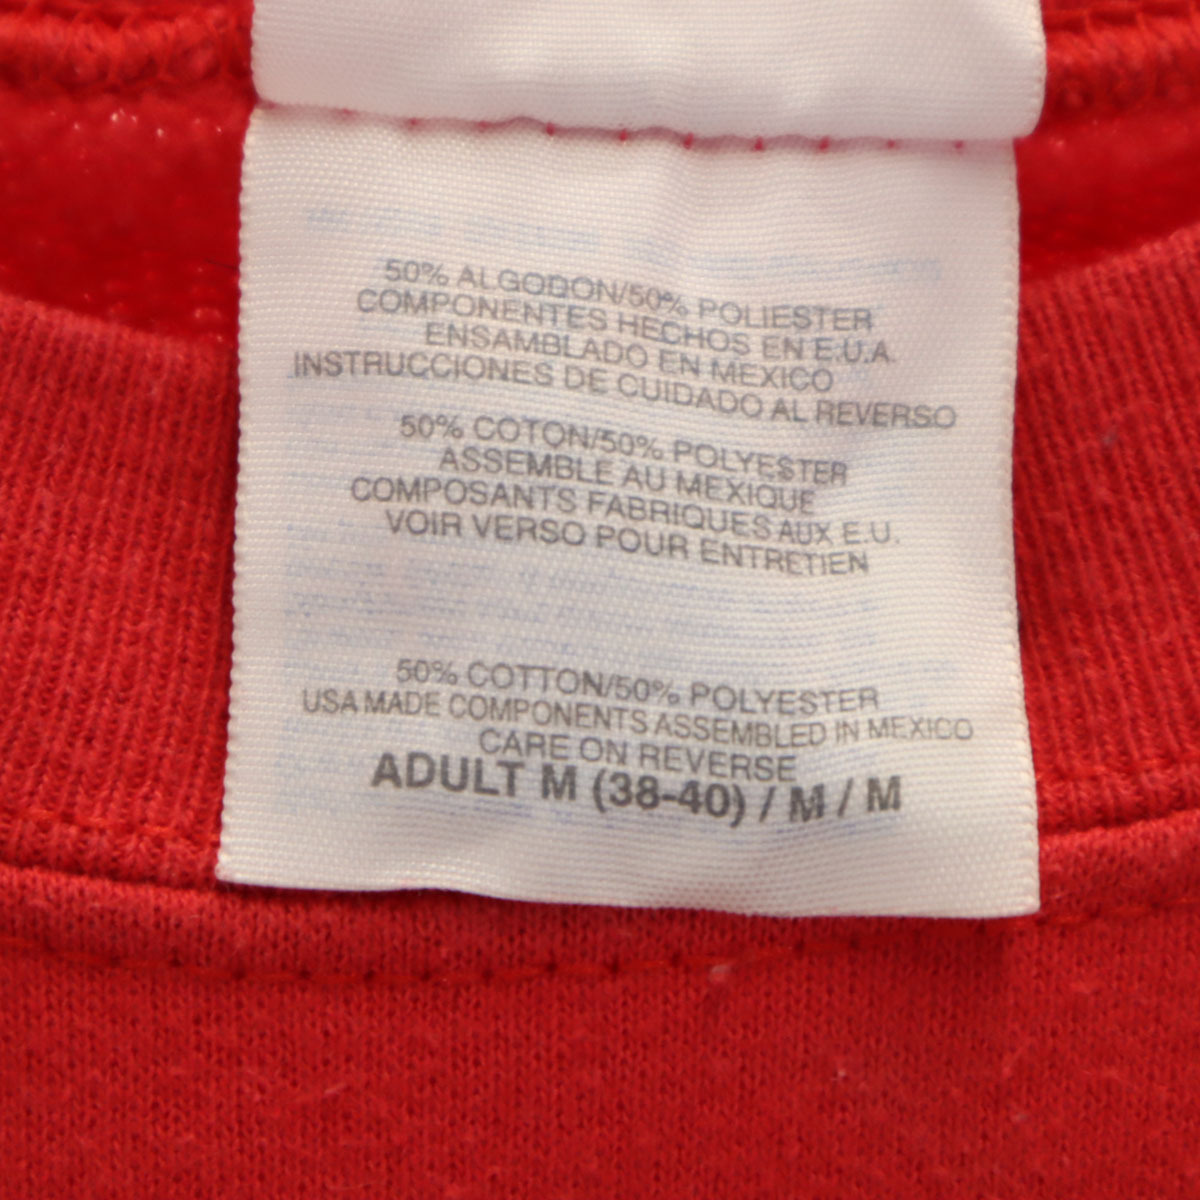 50% ALGODON/50% POLIESTER
COMPONENTES HECHOS EN E.U.A.
ENSAMBLADO EN MEXICO
INSTRUCCIONES DE CUIDADO AL REVERSO
50% COTON/50% POLYESTER
ASSEMBLE AU MEXIQUE
COMPOSANTS FABRIQUES AUX E.U.
VOIR VERSO POUR ENTRETIEN
50% COTTON/50% POLYESTER
USA MADE COMPONENTS ASSEMBLED IN MEXICO
CARE ON REVERSE
ADULT M (38-40) / M / M